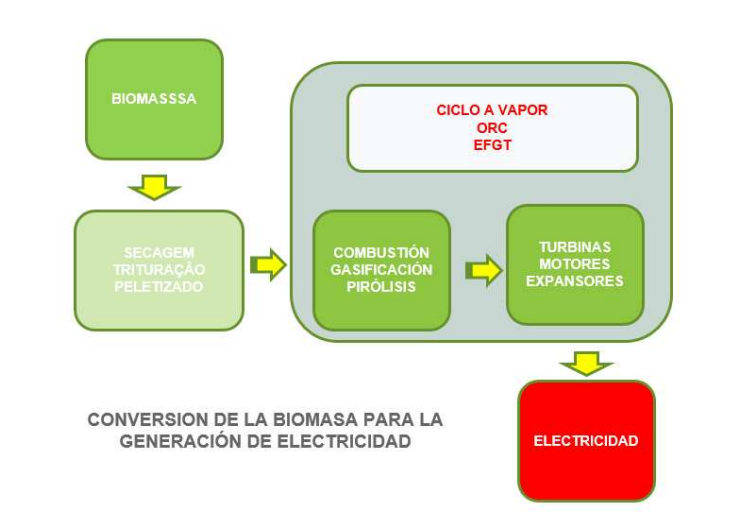 BIOMASSSA
CICLO A VAPOR
ORC
EFGT
SECAGEM
TRITURAÇÃO
PELETIZADO
COMBUSTIÓN
GASIFICACIÓN
PIRÓLISIS
TURBINAS
MOTORES
EXPANSORES
CONVERSION DE LA BIOMASA PARA LA
GENERACIÓN DE ELECTRICIDAD
ELECTRICIDAD